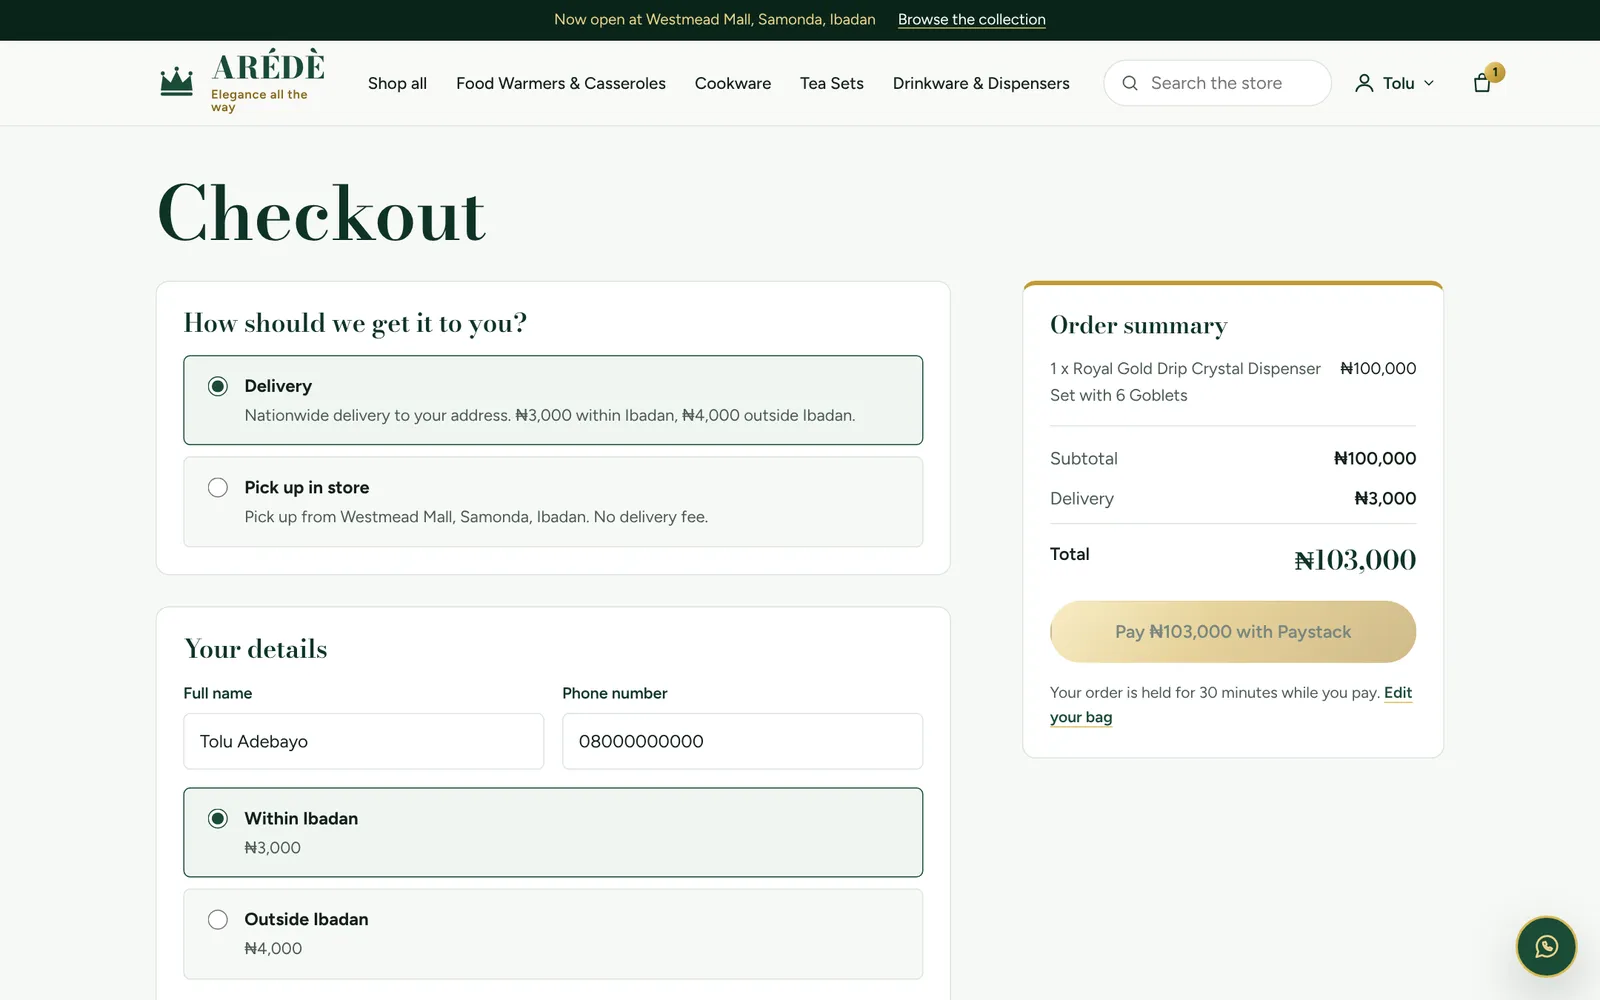 Now open at Westmead Mall, Samonda, Ibadan Browse the collection
ARÉDÈ
Elegance all the
way
Shop all Food Warmers & Casseroles Cookware Tea Sets Drinkware & Dispensers Search the store Tolu 1
Checkout
How should we get it to you?
Delivery
Nationwide delivery to your address. ₦3,000 within Ibadan, ₦4,000 outside Ibadan.
Pick up in store
Pick up from Westmead Mall, Samonda, Ibadan. No delivery fee.
Your details
Full name Phone number
Tolu Adebayo 08000000000
Within Ibadan
₦3,000
Outside Ibadan
₦4,000
Order summary
1 x Royal Gold Drip Crystal Dispenser ₦100,000
Set with 6 Goblets
Subtotal ₦100,000
Delivery ₦3,000
Total ₦103,000
Pay ₦103,000 with Paystack
Your order is held for 30 minutes while you pay. Edit
your bag